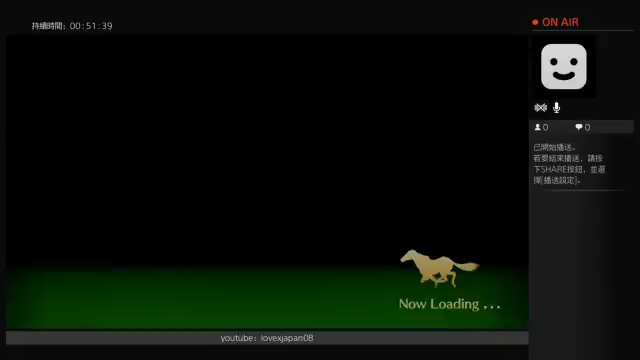 持續時間: 00:51:39
ON AIR
0 0
已開始播送。
若要結束播送，請按
下SHARE按鈕，並選
擇[播送設定]。
Now Loading ...
youtube: lovexjapan08